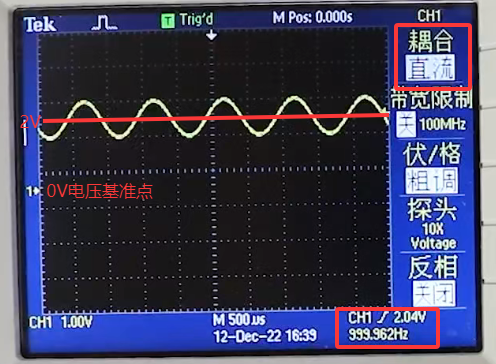 Tek
T Trig'd
M Pos: 0.000s
CH1
耦合
直流
带宽限制
关 100MHz
伏/格
粗调
探头
10X
Voltage
反相
关闭
2V
1
0V电压基准点
CH1 1.00V
M 500µs
CH1 2.04V
12-Dec-22 16:39
999.962Hz